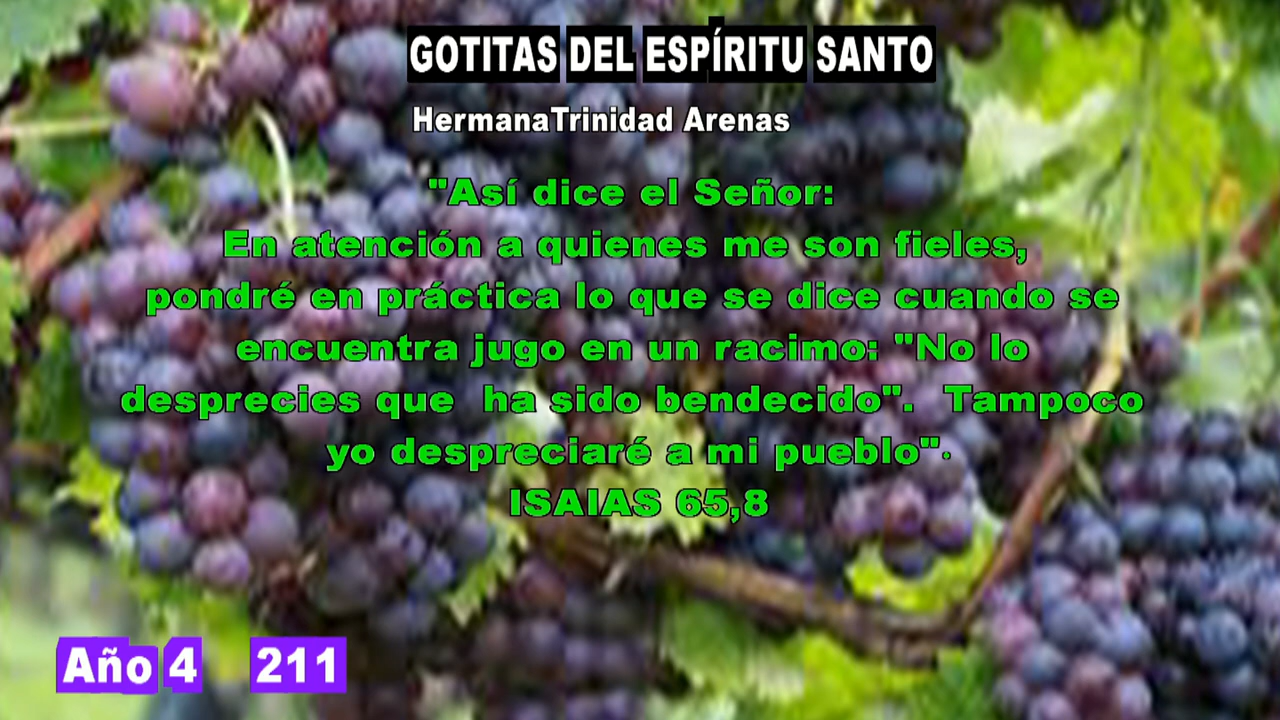 GOTITAS DEL ESPÍRITU SANTO
HermanaTrinidad Arenas
"Así dice el Señor:
En atención a quienes me son fieles,
pondré en práctica lo que se dice cuando se
encuentra jugo en un racimo: "No lo
desprecies que  ha sido bendecido".  Tampoco
yo despreciaré a mi pueblo".
ISAIAS 65,8
Año 4 211